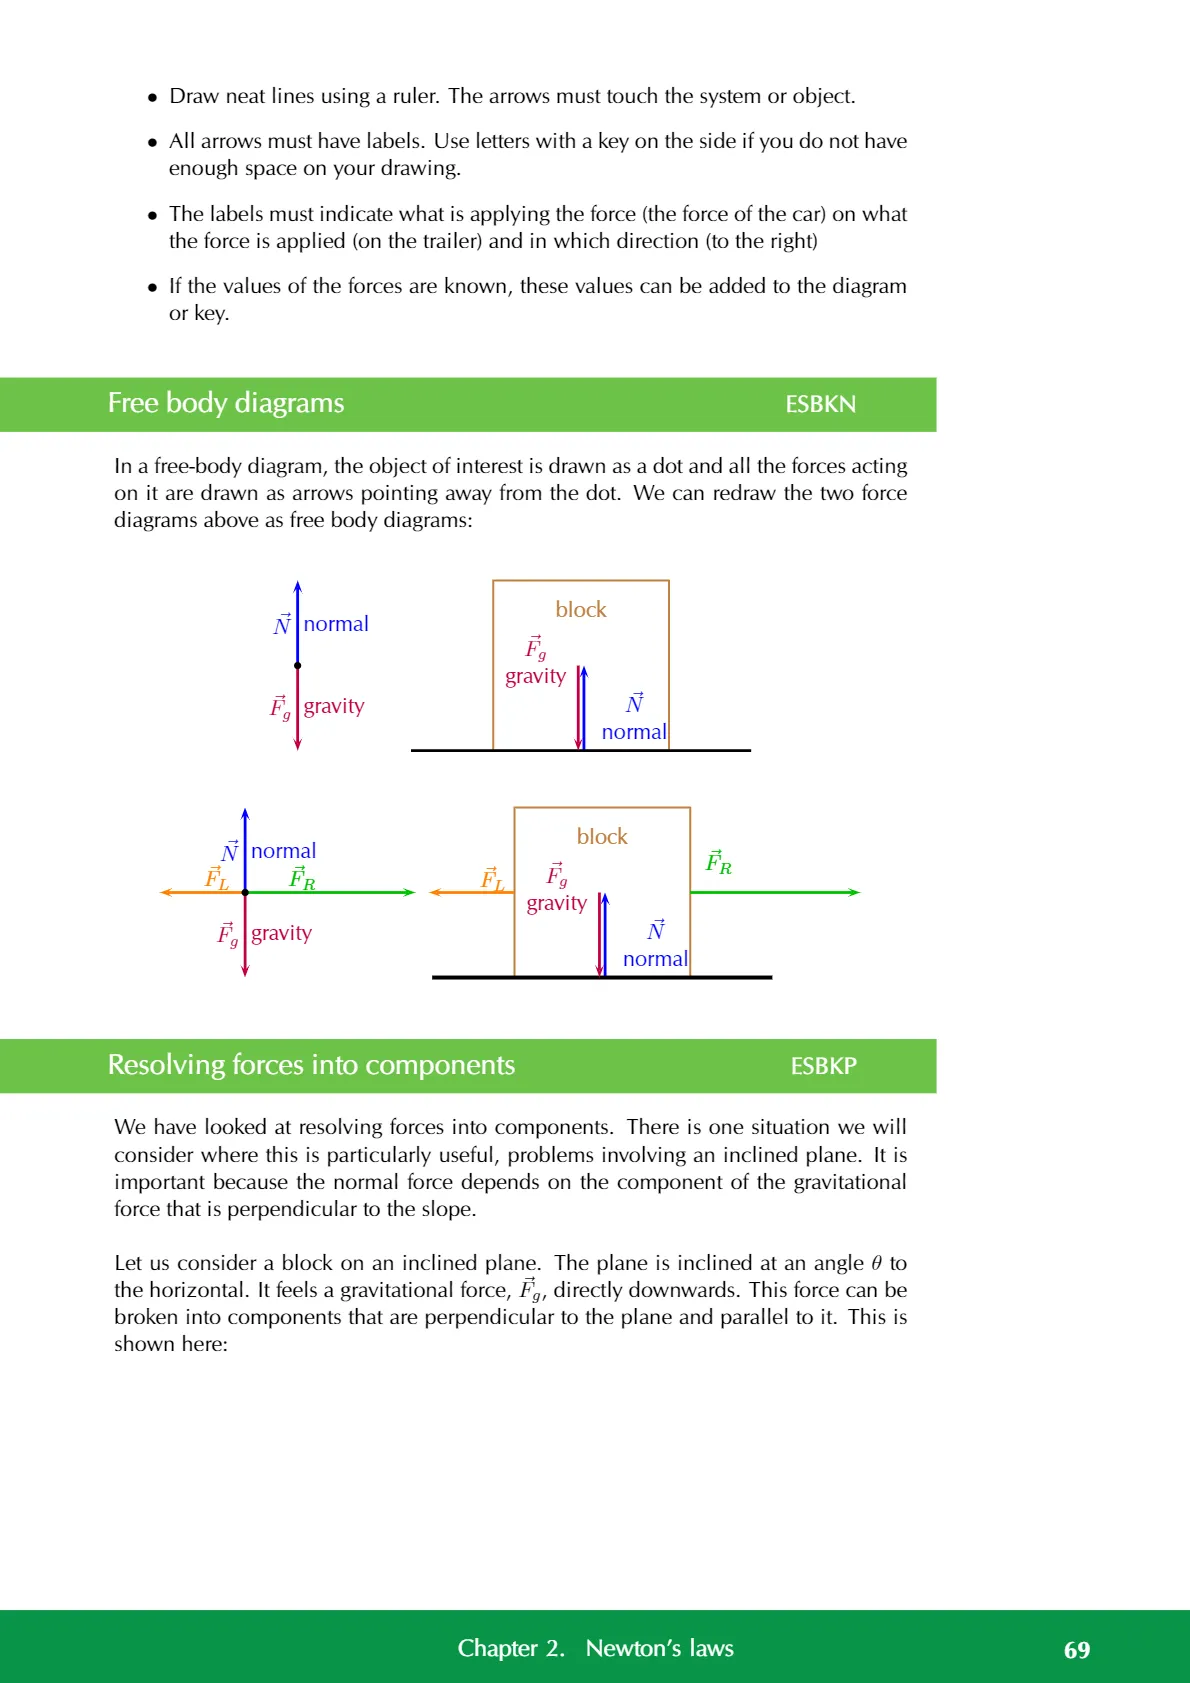 • Draw neat lines using a ruler. The arrows must touch the system or object.
• All arrows must have labels. Use letters with a key on the side if you do not have
enough space on your drawing.
• The labels must indicate what is applying the force (the force of the car) on what
the force is applied (on the trailer) and in which direction (to the right)
• If the values of the forces are known, these values can be added to the diagram
or key.
Free body diagrams ESBKN
In a free-body diagram, the object of interest is drawn as a dot and all the forces acting
on it are drawn as arrows pointing away from the dot. We can redraw the two force
diagrams above as free body diagrams:
$\vec{N}$ normal
$\vec{F}_g$ gravity
block
$\vec{F}_g$
gravity
$\vec{N}$
normal
$\vec{N}$ normal
$\vec{F}_L$ $\vec{F}_R$
$\vec{F}_g$ gravity
block
$\vec{F}_L$
$\vec{F}_g$
gravity
$\vec{N}$
normal
$\vec{F}_R$
Resolving forces into components ESBKP
We have looked at resolving forces into components. There is one situation we will
consider where this is particularly useful, problems involving an inclined plane. It is
important because the normal force depends on the component of the gravitational
force that is perpendicular to the slope.
Let us consider a block on an inclined plane. The plane is inclined at an angle θ to
the horizontal. It feels a gravitational force, $\vec{F}_g$, directly downwards. This force can be
broken into components that are perpendicular to the plane and parallel to it. This is
shown here:
Chapter 2. Newton’s laws 69